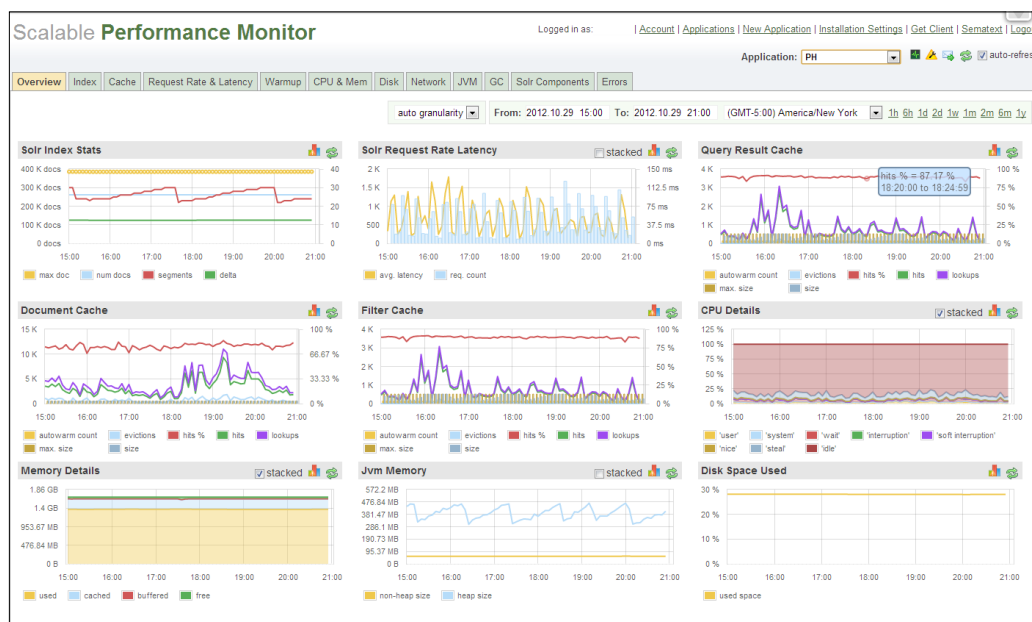 Scalable Performance Monitor
Logged in as: | Account | Applications | New Application | Installation Settings | Get Client | Sematext | Logo
Application: PH auto-refres
Overview Index Cache Request Rate & Latency Warmup CPU & Mem Disk Network JVM GC Solr Components Errors
auto granularity From: 2012.10.29 15:00 To: 2012.10.29 21:00 (GMT-5:00) America/New York 1h 6h 1d 2d 1w 1m 2m 6m 1y
Solr Index Stats
400 K docs 40
300 K docs 30
200 K docs 20
100 K docs 10
0 docs 0
15:00 16:00 17:00 18:00 19:00 20:00 21:00
max doc num docs segments delta
Solr Request Rate Latency stacked
2 K 150 ms
1.5 K 112.5 ms
1 K 75 ms
500 37.5 ms
0 0 ms
15:00 16:00 17:00 18:00 19:00 20:00 21:00
avg. latency req. count
Query Result Cache
4 K 100 %
3 K 75 %
2 K 50 %
1 K 25 %
0 0 %
hits % = 87.17 %
18:20:00 to 18:24:59
15:00 16:00 17:00 18:00 19:00 20:00 21:00
autowarm count evictions hits % hits lookups
max. size size
Document Cache
15 K 100 %
10 K 66.67 %
5 K 33.33 %
0 0 %
15:00 16:00 17:00 18:00 19:00 20:00 21:00
autowarm count evictions hits % hits lookups
max. size size
Filter Cache
4 K 100 %
3 K 75 %
2 K 50 %
1 K 25 %
0 0 %
15:00 16:00 17:00 18:00 19:00 20:00 21:00
autowarm count evictions hits % hits lookups
max. size size
CPU Details stacked
125 %
100 %
75 %
50 %
25 %
0 %
15:00 16:00 17:00 18:00 19:00 20:00 21:00
'user' 'system' 'wait' 'interruption' 'soft interruption'
'nice' 'steal' 'idle'
Memory Details stacked
1.86 GB
1.4 GB
953.67 MB
476.84 MB
0 B
15:00 16:00 17:00 18:00 19:00 20:00 21:00
used cached buffered free
Jvm Memory stacked
572.2 MB
476.84 MB
381.47 MB
286.1 MB
190.73 MB
95.37 MB
0 B
15:00 16:00 17:00 18:00 19:00 20:00 21:00
non-heap size heap size
Disk Space Used
30 %
20 %
10 %
0 %
15:00 16:00 17:00 18:00 19:00 20:00 21:00
used space